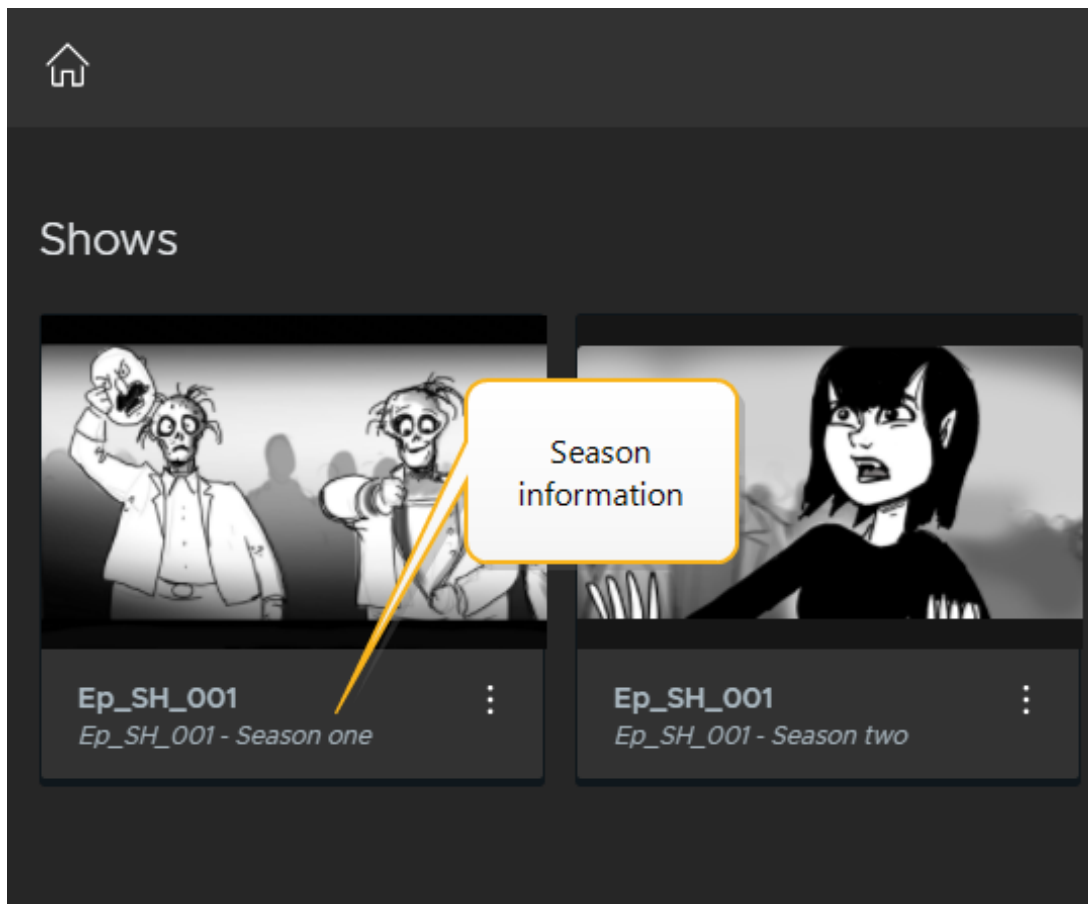 Shows
Season
information
Ep_SH_001
Ep_SH_001 - Season one
Ep_SH_001
Ep_SH_001 - Season two